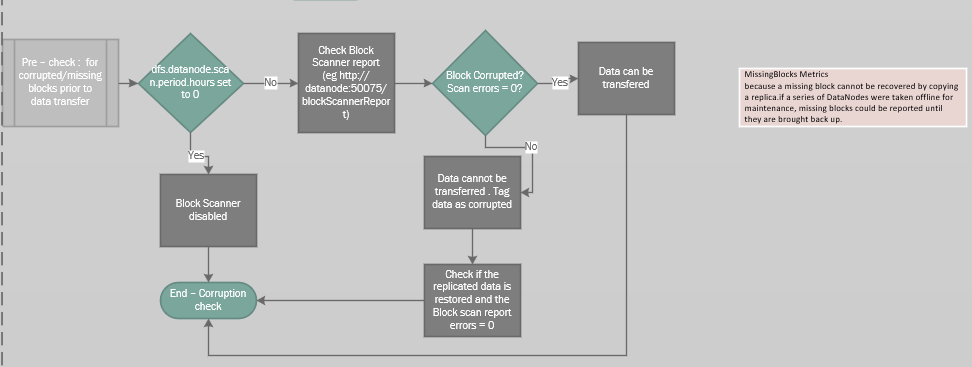 Pre – check : for
corrupted/missing
blocks prior to
data transfer
dfs.datanode.sca
n.period.hours set
to 0
No
Check Block
Scanner report
(eg http://
datanode:50075/
blockScannerRepor
t)
Block Corrupted?
Scan errors = 0?
Yes
Data can be
transfered
MissingBlocks Metrics
because a missing block cannot be recovered by copying
a replica.if a series of DataNodes were taken offline for
maintenance, missing blocks could be reported until
they are brought back up.
Yes
No
Block Scanner
disabled
Data cannot be
transferred . Tag
data as corrupted
End – Corruption
check
Check if the
replicated data is
restored and the
Block scan report
errors = 0